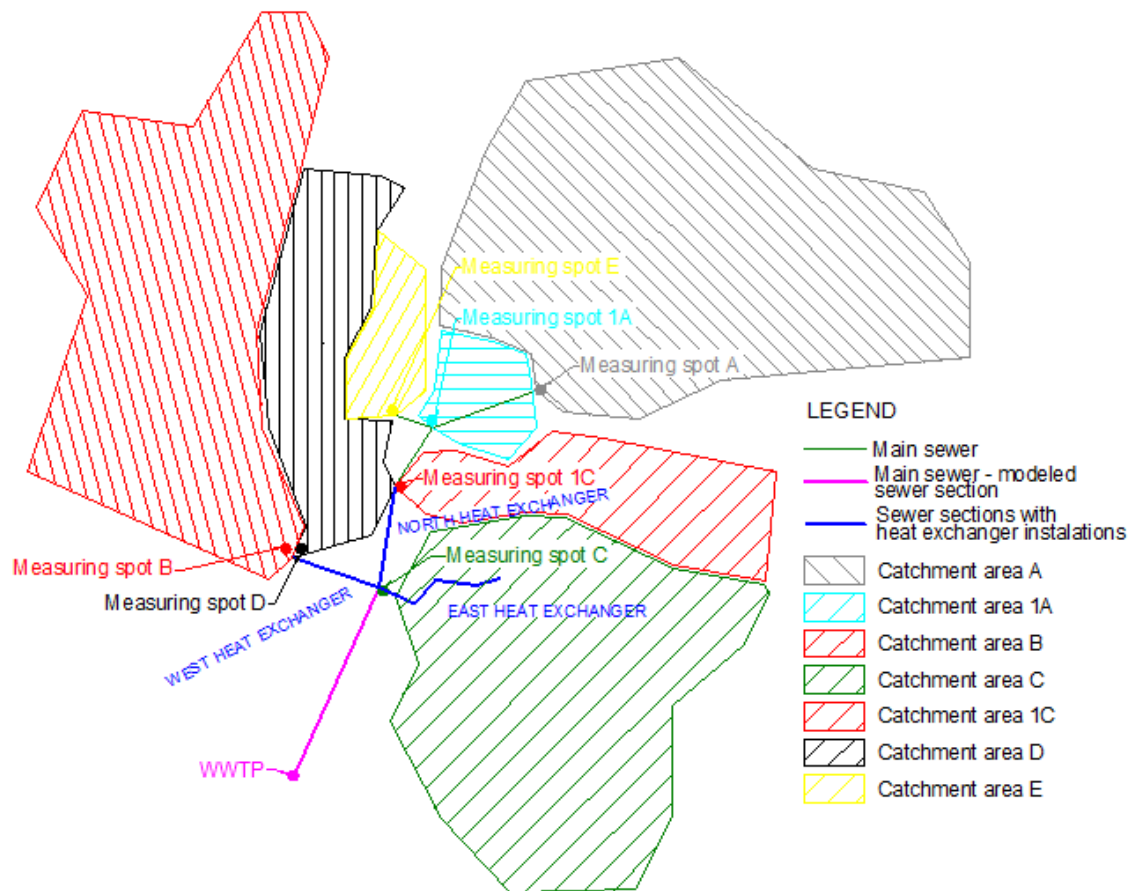 Measuring spot E
Measuring spot 1A
Measuring spot A
Measuring spot 1C
NORTH HEAT EXCHANGER
Measuring spot C
Measuring spot B
Measuring spot D
EAST HEAT EXCHANGER
WEST HEAT EXCHANGER
WWTP
LEGEND
Main sewer
Main sewer - modeled
sewer section
Sewer sections with
heat exchanger instalations
Catchment area A
Catchment area 1A
Catchment area B
Catchment area C
Catchment area 1C
Catchment area D
Catchment area E